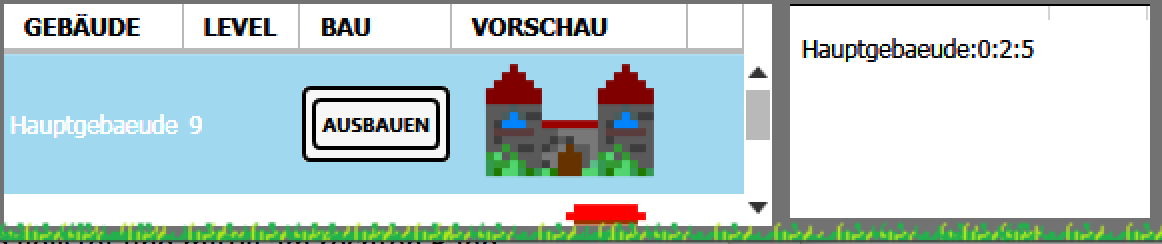 GEBÄUDE LEVEL BAU VORSCHAU
Hauptgebaeude 9 AUSBAUEN
Hauptgebaeude:0:2:5